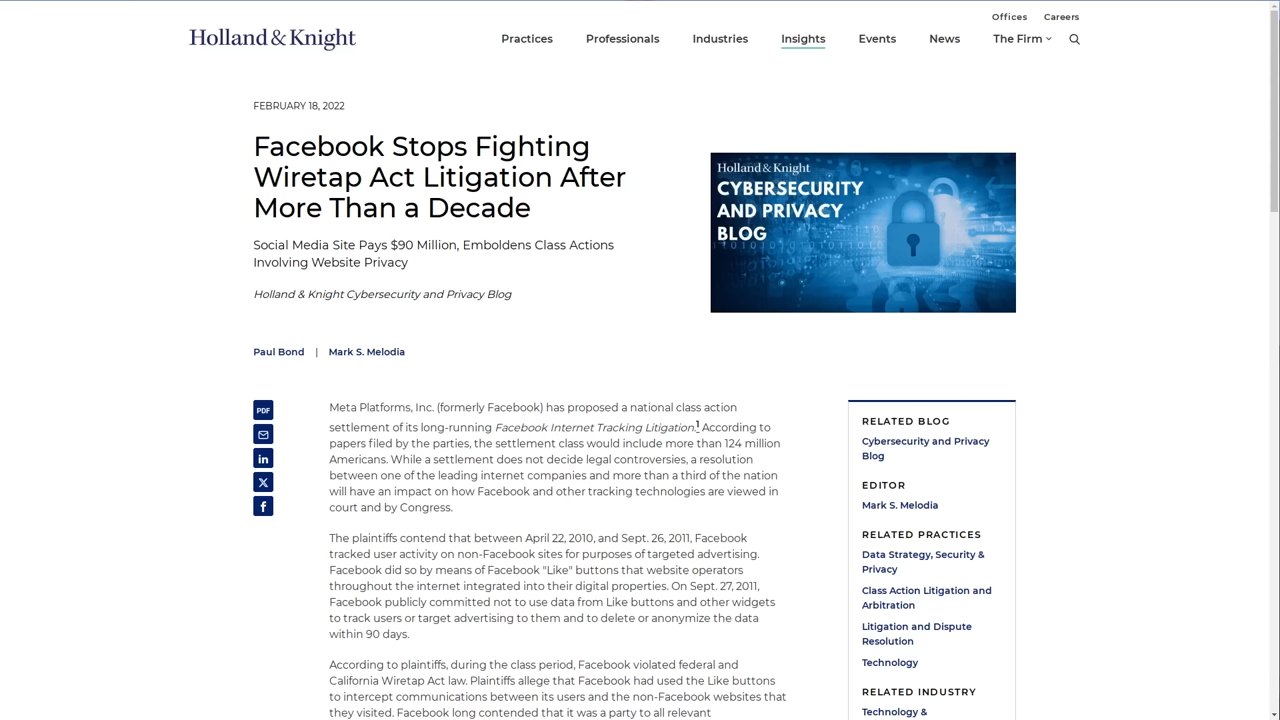 Offices Careers
Holland & Knight
Practices Professionals Industries Insights Events News The Firm
FEBRUARY 18, 2022
Facebook Stops Fighting
Wiretap Act Litigation After
More Than a Decade
Social Media Site Pays $90 Million, Emboldens Class Actions
Involving Website Privacy
Holland & Knight Cybersecurity and Privacy Blog
Holland & Knight
CYBERSECURITY
AND PRIVACY
BLOG
Paul Bond | Mark S. Melodia
PDF
in
X
f
Meta Platforms, Inc. (formerly Facebook) has proposed a national class action
settlement of its long-running Facebook Internet Tracking Litigation.1 According to
papers filed by the parties, the settlement class would include more than 124 million
Americans. While a settlement does not decide legal controversies, a resolution
between one of the leading internet companies and more than a third of the nation
will have an impact on how Facebook and other tracking technologies are viewed in
court and by Congress.
The plaintiffs contend that between April 22, 2010, and Sept. 26, 2011, Facebook
tracked user activity on non-Facebook sites for purposes of targeted advertising.
Facebook did so by means of Facebook "Like" buttons that website operators
throughout the internet integrated into their digital properties. On Sept. 27, 2011,
Facebook publicly committed not to use data from Like buttons and other widgets
to track users or target advertising to them and to delete or anonymize the data
within 90 days.
According to plaintiffs, during the class period, Facebook violated federal and
California Wiretap Act law. Plaintiffs allege that Facebook had used the Like buttons
to intercept communications between its users and the non-Facebook websites that
they visited. Facebook long contended that it was a party to all relevant
RELATED BLOG
Cybersecurity and Privacy
Blog
EDITOR
Mark S. Melodia
RELATED PRACTICES
Data Strategy, Security &
Privacy
Class Action Litigation and
Arbitration
Litigation and Dispute
Resolution
Technology
RELATED INDUSTRY
Technology &